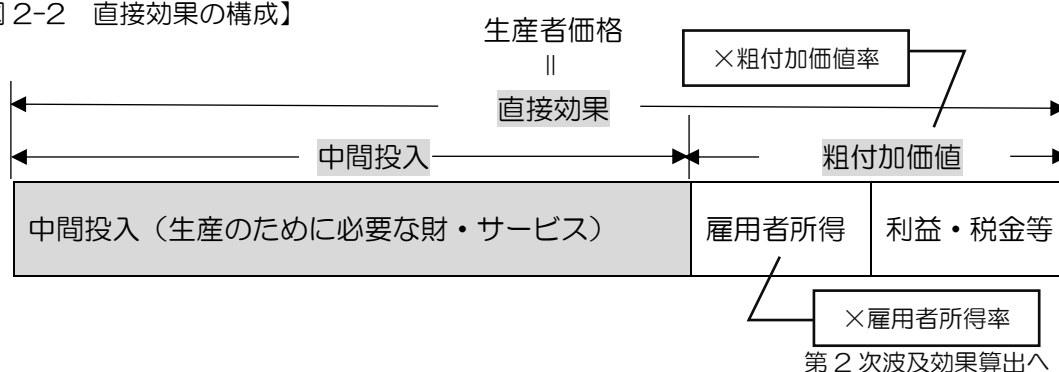 2-2 直接効果の構成】
生産者価格
||
×粗付加価値率
直接効果
中間投入
粗付加価値
中間投入（生産のために必要な財・サービス）
雇用者所得
利益・税金等
×雇用者所得率
第2次波及効果算出へ